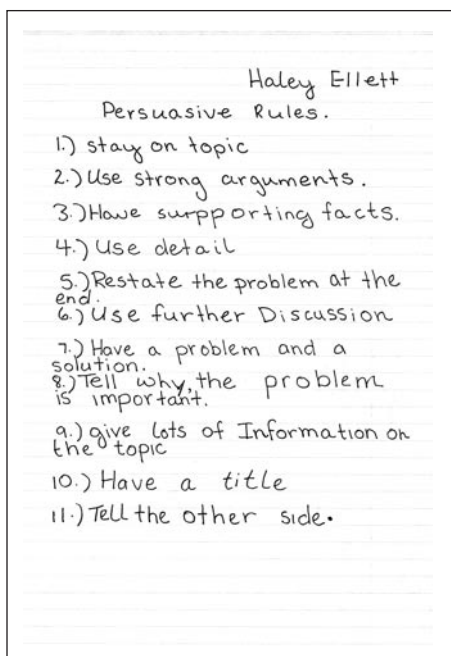 Haley Ellett
Persuasive Rules.
1.) stay on topic
2.) Use strong arguments.
3.) Have surpporting facts.
4.) Use detail
5.) Restate the problem at the
end.
6.) Use further Discussion
7.) Have a problem and a
solution.
8.) Tell why, the problem
is important.
9.) give lots of Information on
the topic
10.) Have a title
11.) Tell the other side.